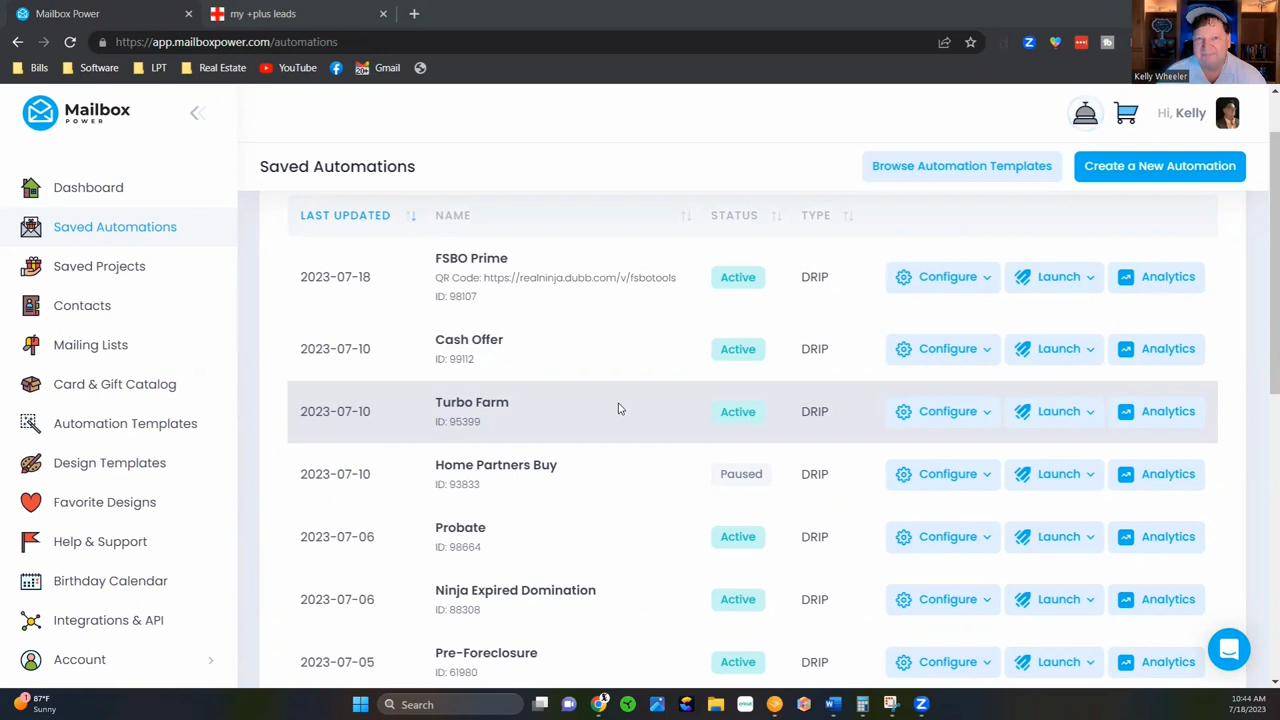 Mailbox Power
my +plus leads
https://app.mailboxpower.com/automations
Bills
Software
LPT
Real Estate
YouTube
Gmail
Kelly Wheeler
Mailbox
POWER
Hi, Kelly
Saved Automations
Browse Automation Templates
Create a New Automation
Dashboard
Saved Automations
Saved Projects
Contacts
Mailing Lists
Card & Gift Catalog
Automation Templates
Design Templates
Favorite Designs
Help & Support
Birthday Calendar
Integrations & API
Account
LAST UPDATED NAME STATUS TYPE
2023-07-18 FSBO Prime Active DRIP Configure Launch Analytics
QR Code: https://realninja.dubb.com/v/fsbotools
ID: 98107
2023-07-10 Cash Offer Active DRIP Configure Launch Analytics
ID: 99112
2023-07-10 Turbo Farm Active DRIP Configure Launch Analytics
ID: 95399
2023-07-10 Home Partners Buy Paused DRIP Configure Launch Analytics
ID: 93833
2023-07-06 Probate Active DRIP Configure Launch Analytics
ID: 98664
2023-07-06 Ninja Expired Domination Active DRIP Configure Launch Analytics
ID: 88308
2023-07-05 Pre-Foreclosure Active DRIP Configure Launch Analytics
ID: 61980
87°F
Sunny
Search
10:44 AM
7/18/2023